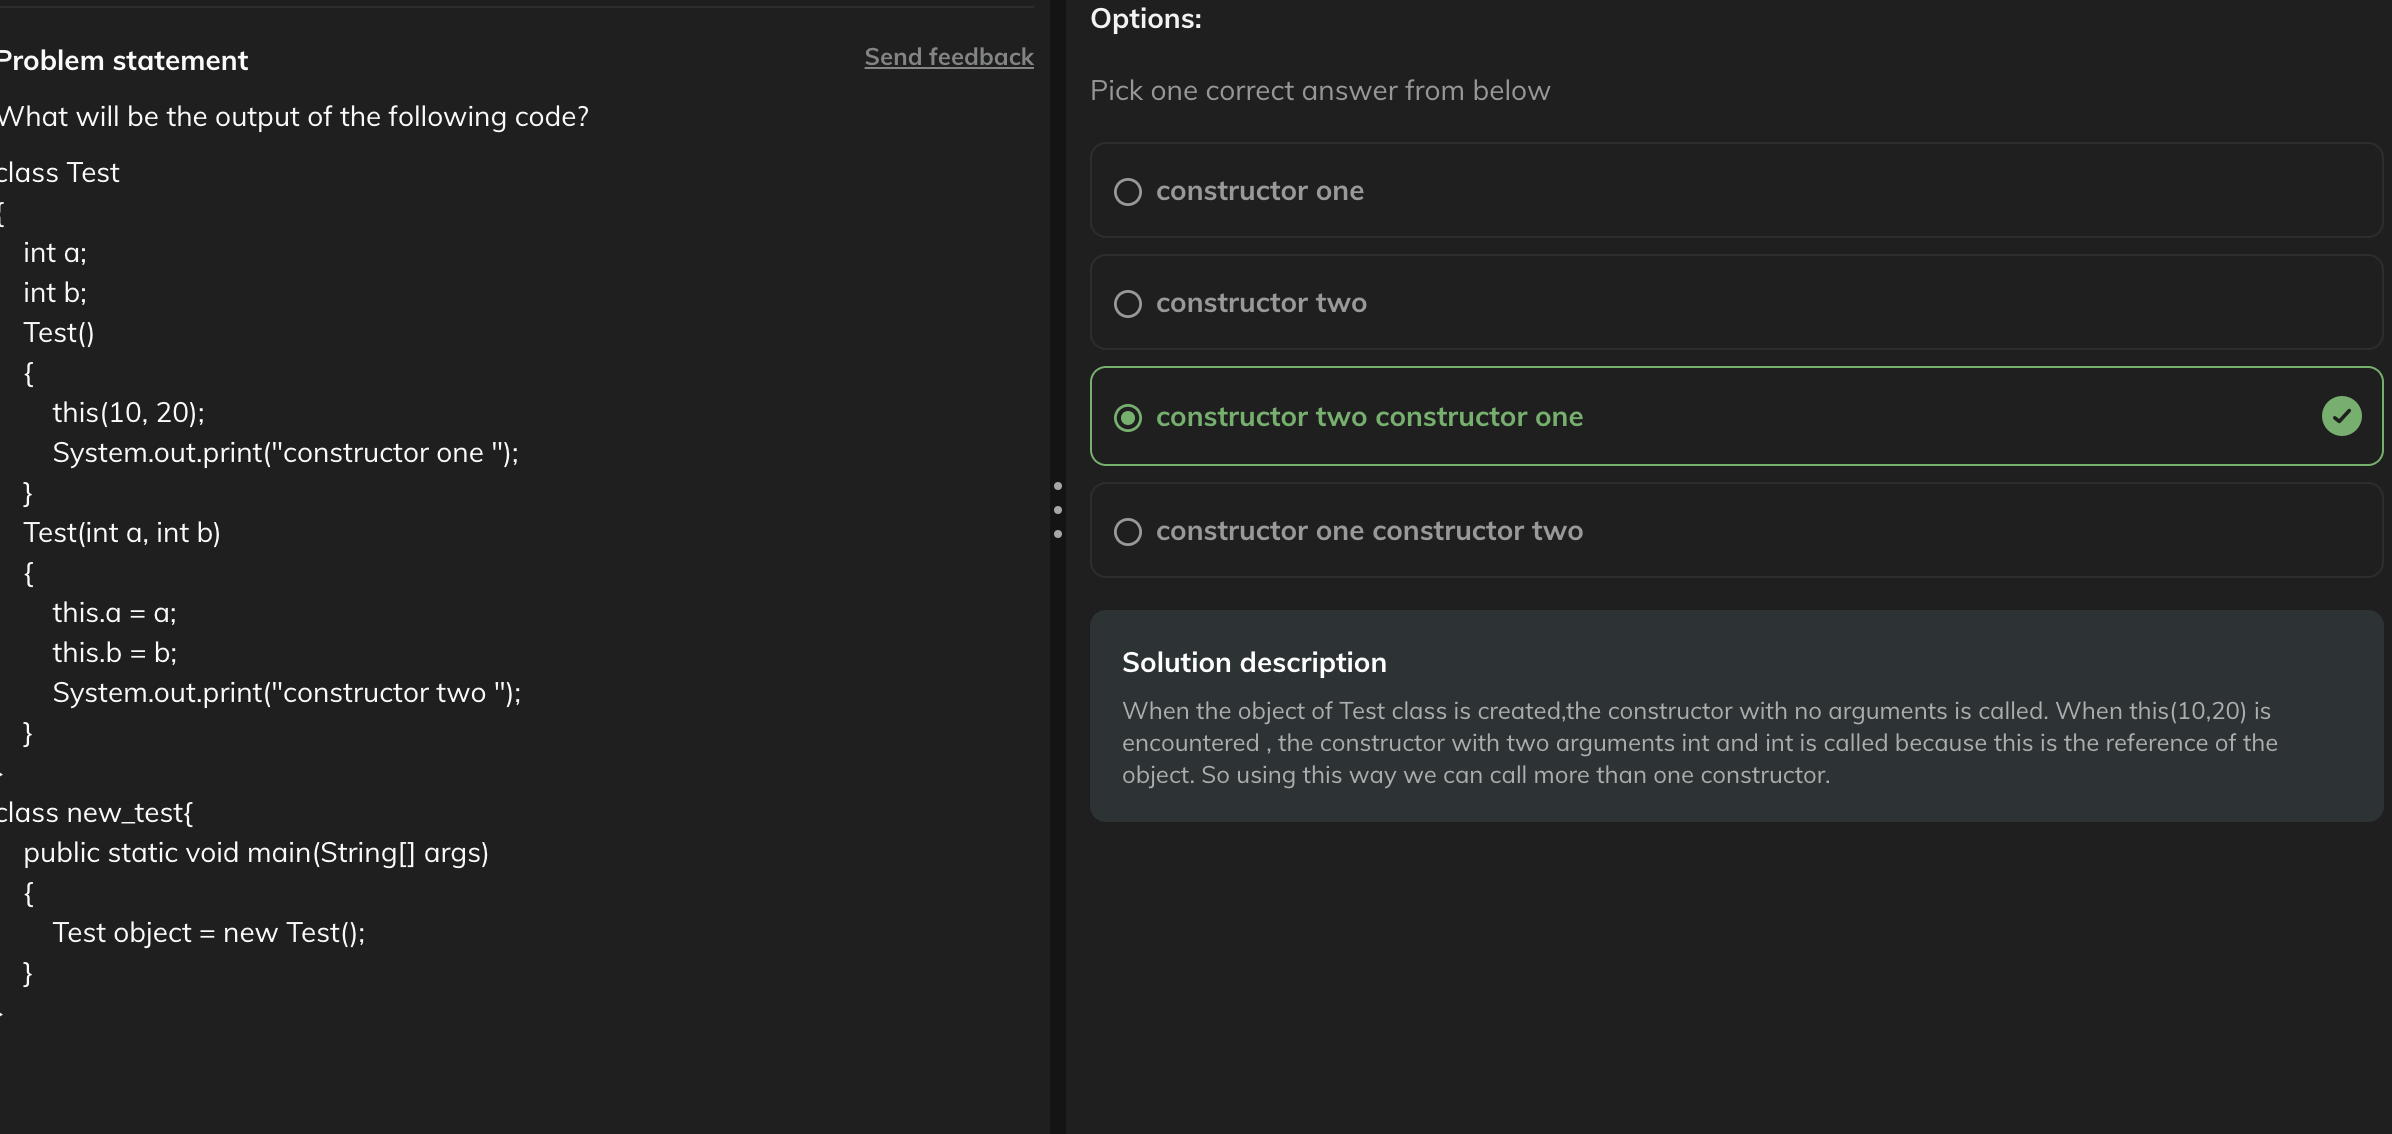 Problem statement
Send feedback
What will be the output of the following code?
class Test
{
int a;
int b;
Test()
{
this(10, 20);
System.out.print("constructor one ");
}
Test(int a, int b)
{
this.a = a;
this.b = b;
System.out.print("constructor two ");
}
}
class new_test{
public static void main(String[] args)
{
Test object = new Test();
}
}
Options:
Pick one correct answer from below
constructor one
constructor two
constructor two constructor one
constructor one constructor two
Solution description
When the object of Test class is created,the constructor with no arguments is called. When this(10,20) is
encountered , the constructor with two arguments int and int is called because this is the reference of the
object. So using this way we can call more than one constructor.